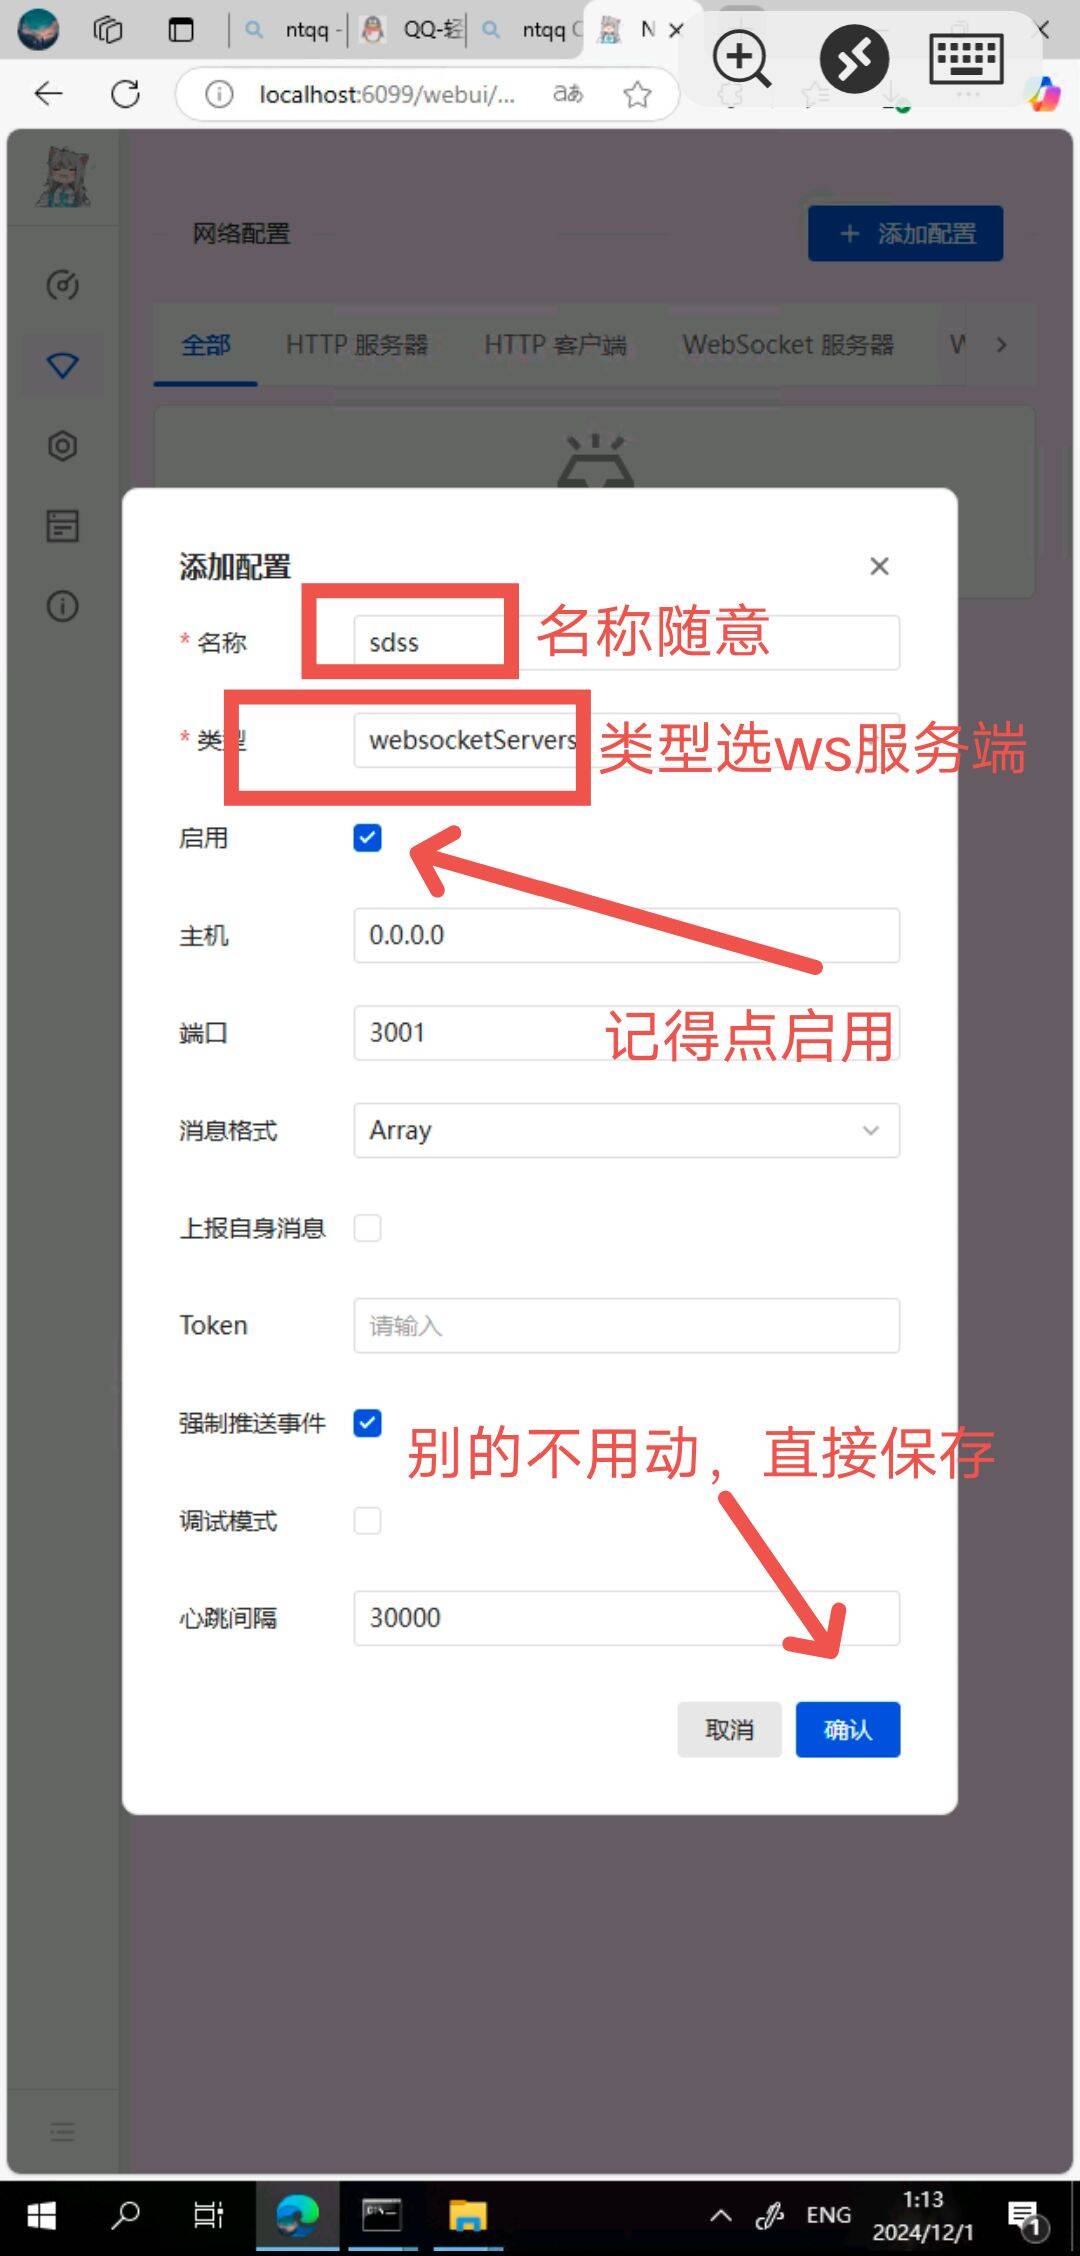 ntqq -
QQ-轻
ntqq C
N
localhost:6099/webui/...
aあ
网络配置
+ 添加配置
全部
HTTP 服务器
HTTP 客户端
WebSocket 服务器
添加配置
* 名称
sdss
名称随意
* 类型
websocketServers
类型选ws服务端
启用
主机
0.0.0.0
端口
3001
记得点启用
消息格式
Array
上报自身消息
Token
请输入
强制推送事件
别的不用动，直接保存
调试模式
心跳间隔
30000
取消
确认
ENG
1:13
2024/12/1
1